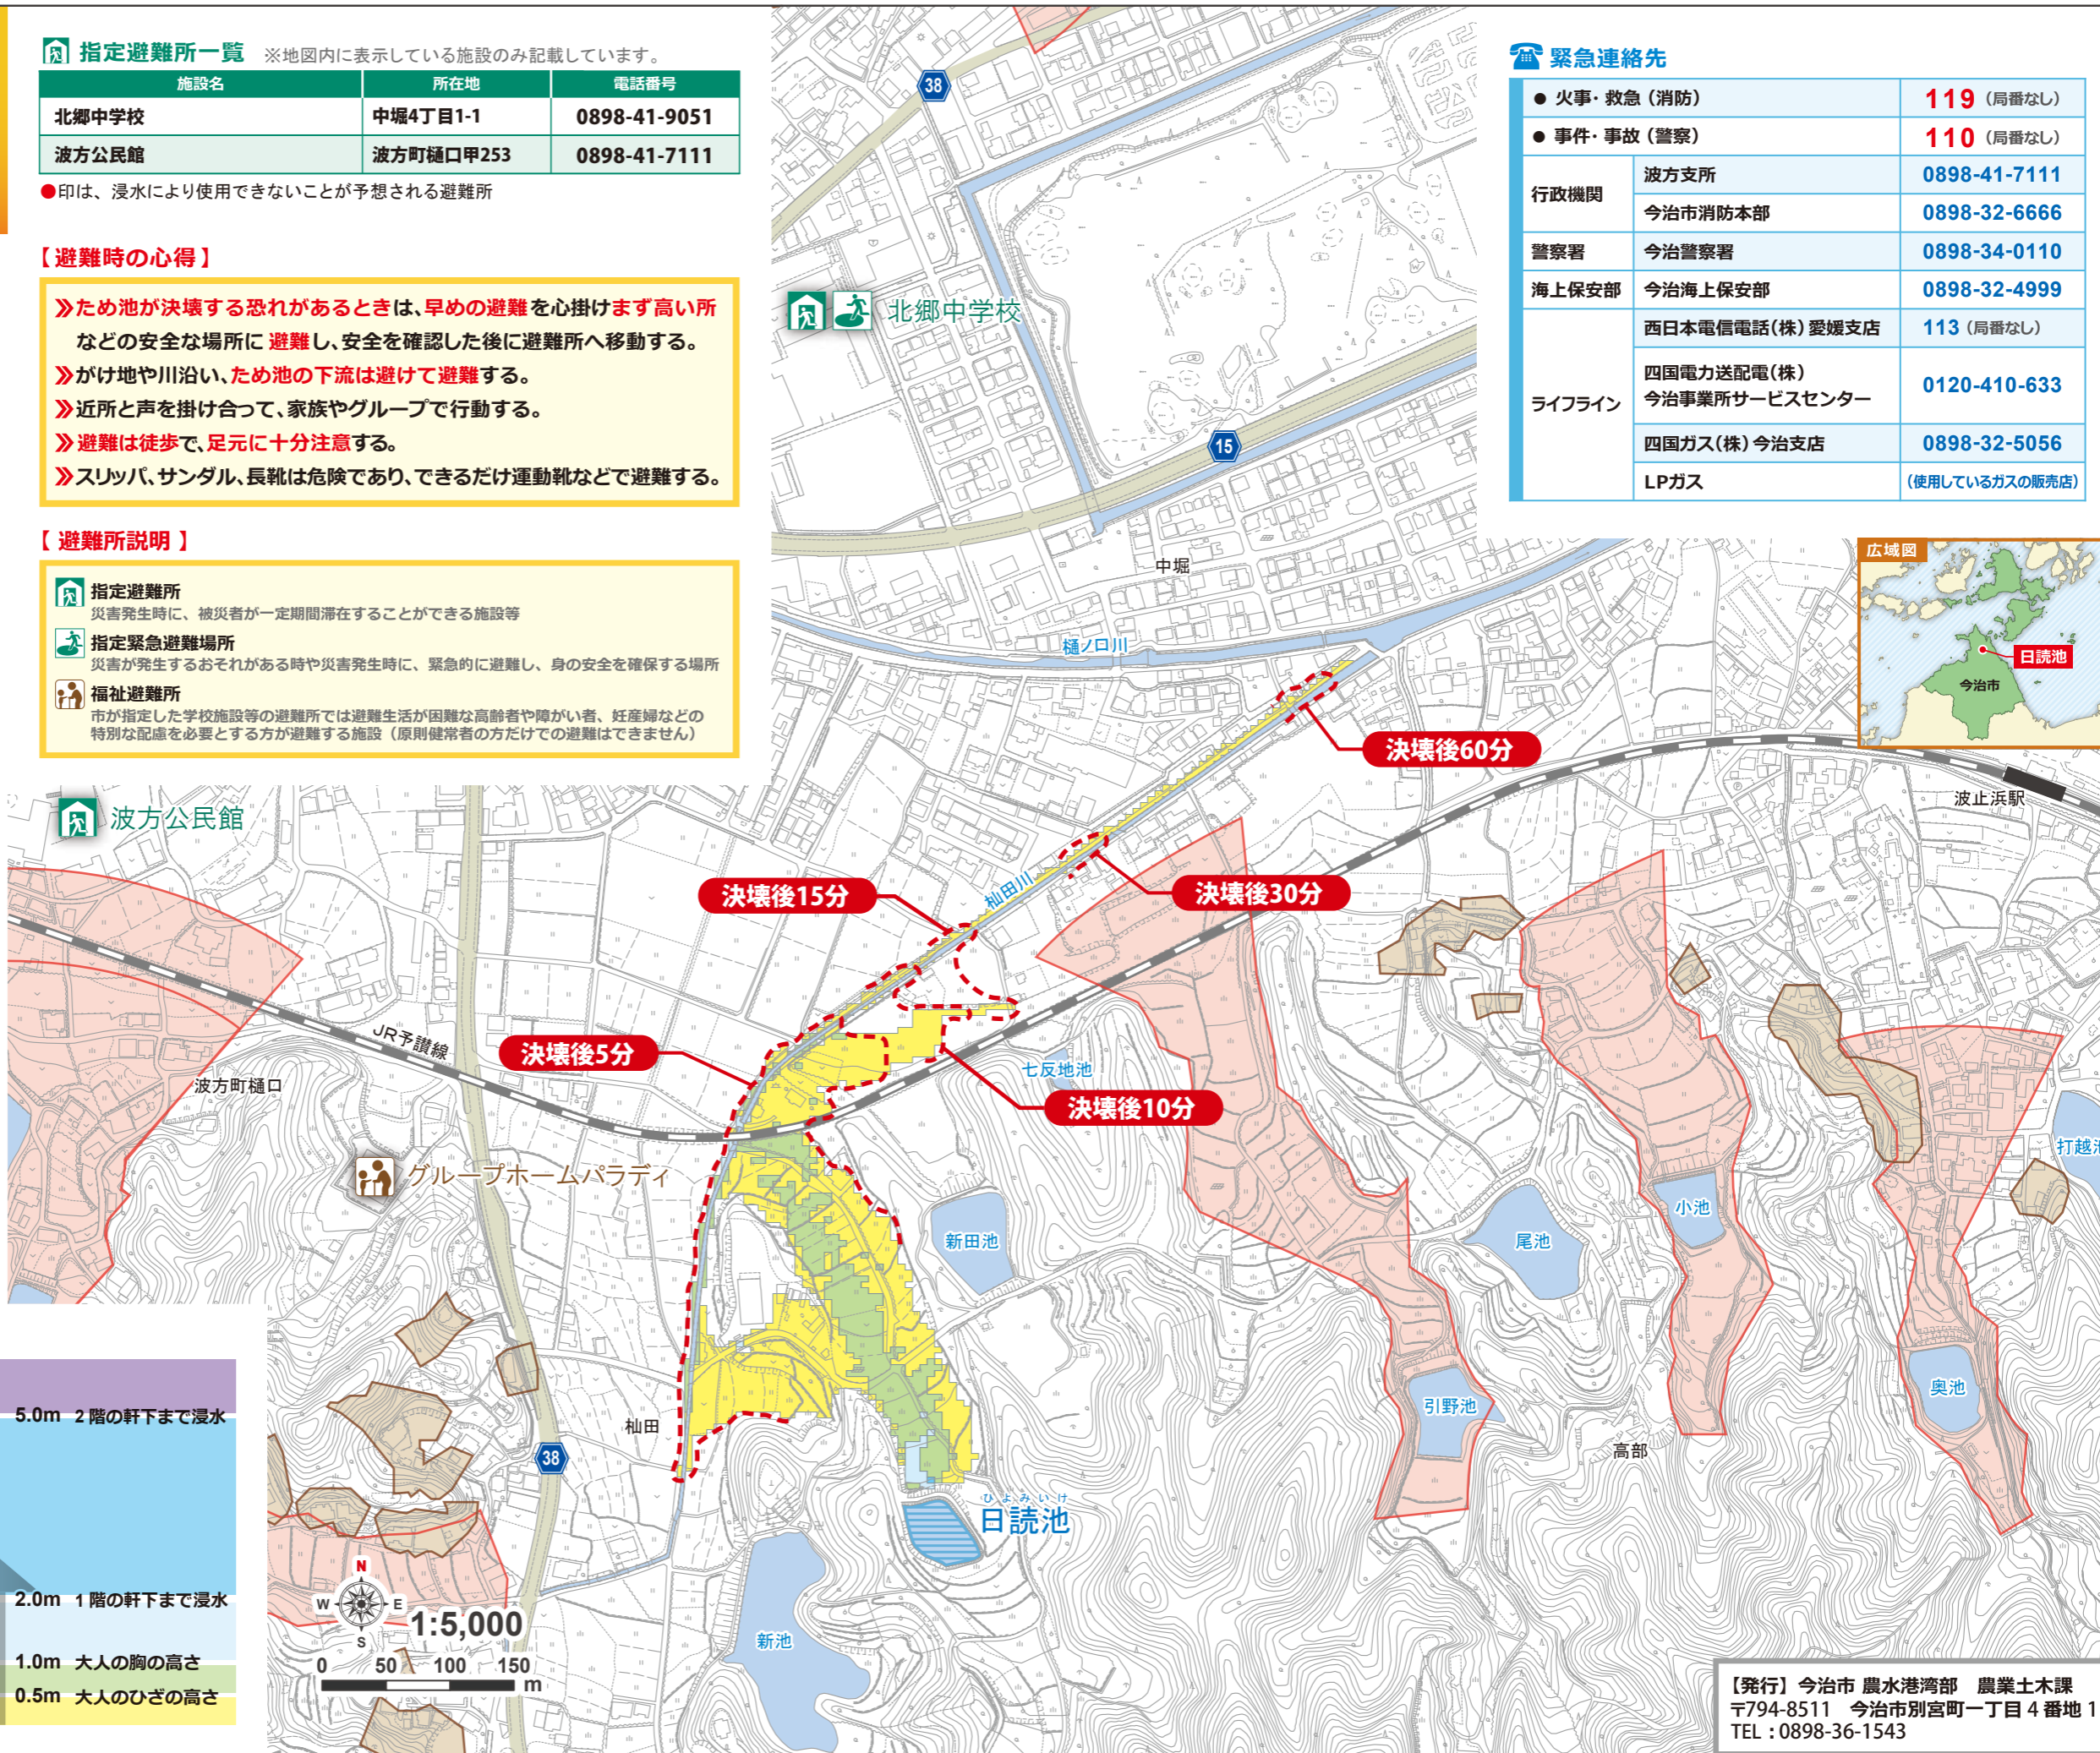 指定避難所一覧 ※地図内に表示している施設のみ記載しています。
施設名 所在地 電話番号
北郷中学校 中堀4丁目1-1 0898-41-9051
波方公民館 波方町樋口甲253 0898-41-7111
●印は、浸水により使用できないことが予想される避難所
【避難時の心得】
ため池が決壊する恐れがあるときは、早めの避難を心掛けまず高い所
などの安全な場所に 避難し、安全を確認した後に避難所へ移動する。
がけ地や川沿い、ため池の下流は避けて避難する。
近所と声を掛け合って、家族やグループで行動する。
避難は徒歩で、足元に十分注意する。
スリッパ、サンダル、長靴は危険であり、できるだけ運動靴などで避難する。
【 避難所説明 】
指定避難所
災害発生時に、被災者が一定期間滞在することができる施設等
指定緊急避難場所
災害が発生するおそれがある時や災害発生時に、緊急的に避難し、身の安全を確保する場所
福祉避難所
市が指定した学校施設等の避難所では避難生活が困難な高齢者や障がい者、妊産婦などの
特別な配慮を必要とする方が避難する施設（原則健常者の方だけでの避難はできません）
緊急連絡先
● 火事・救急（消防） 119（局番なし）
● 事件・事故（警察） 110（局番なし）
行政機関
波方支所 0898-41-7111
今治市消防本部 0898-32-6666
警察署 今治警察署 0898-34-0110
海上保安部 今治海上保安部 0898-32-4999
ライフライン
西日本電信電話（株）愛媛支店 113（局番なし）
四国電力送配電（株）
今治事業所サービスセンター 0120-410-633
四国ガス（株）今治支店 0898-32-5056
LPガス （使用しているガスの販売店）
38
北郷中学校
15
中堀
樋ノ口川
広域図
日読池
今治市
決壊後60分
波止浜駅
波方公民館
決壊後15分
杣田川
決壊後30分
JR予讃線
決壊後5分
七反地池
波方町樋口
決壊後10分
打越池
グループホームパラディ
小池
新田池
尾池
奥池
引野池
杣田
高部
38
ひよみいけ
日読池
新池
5.0m 2階の軒下まで浸水
2.0m 1階の軒下まで浸水
1.0m 大人の胸の高さ
0.5m 大人のひざの高さ
N
W E
S
1:5,000
0 50 100 150
m
【発行】今治市 農水港湾部 農業土木課
〒794-8511 今治市別宮町一丁目4番地1
TEL：0898-36-1543